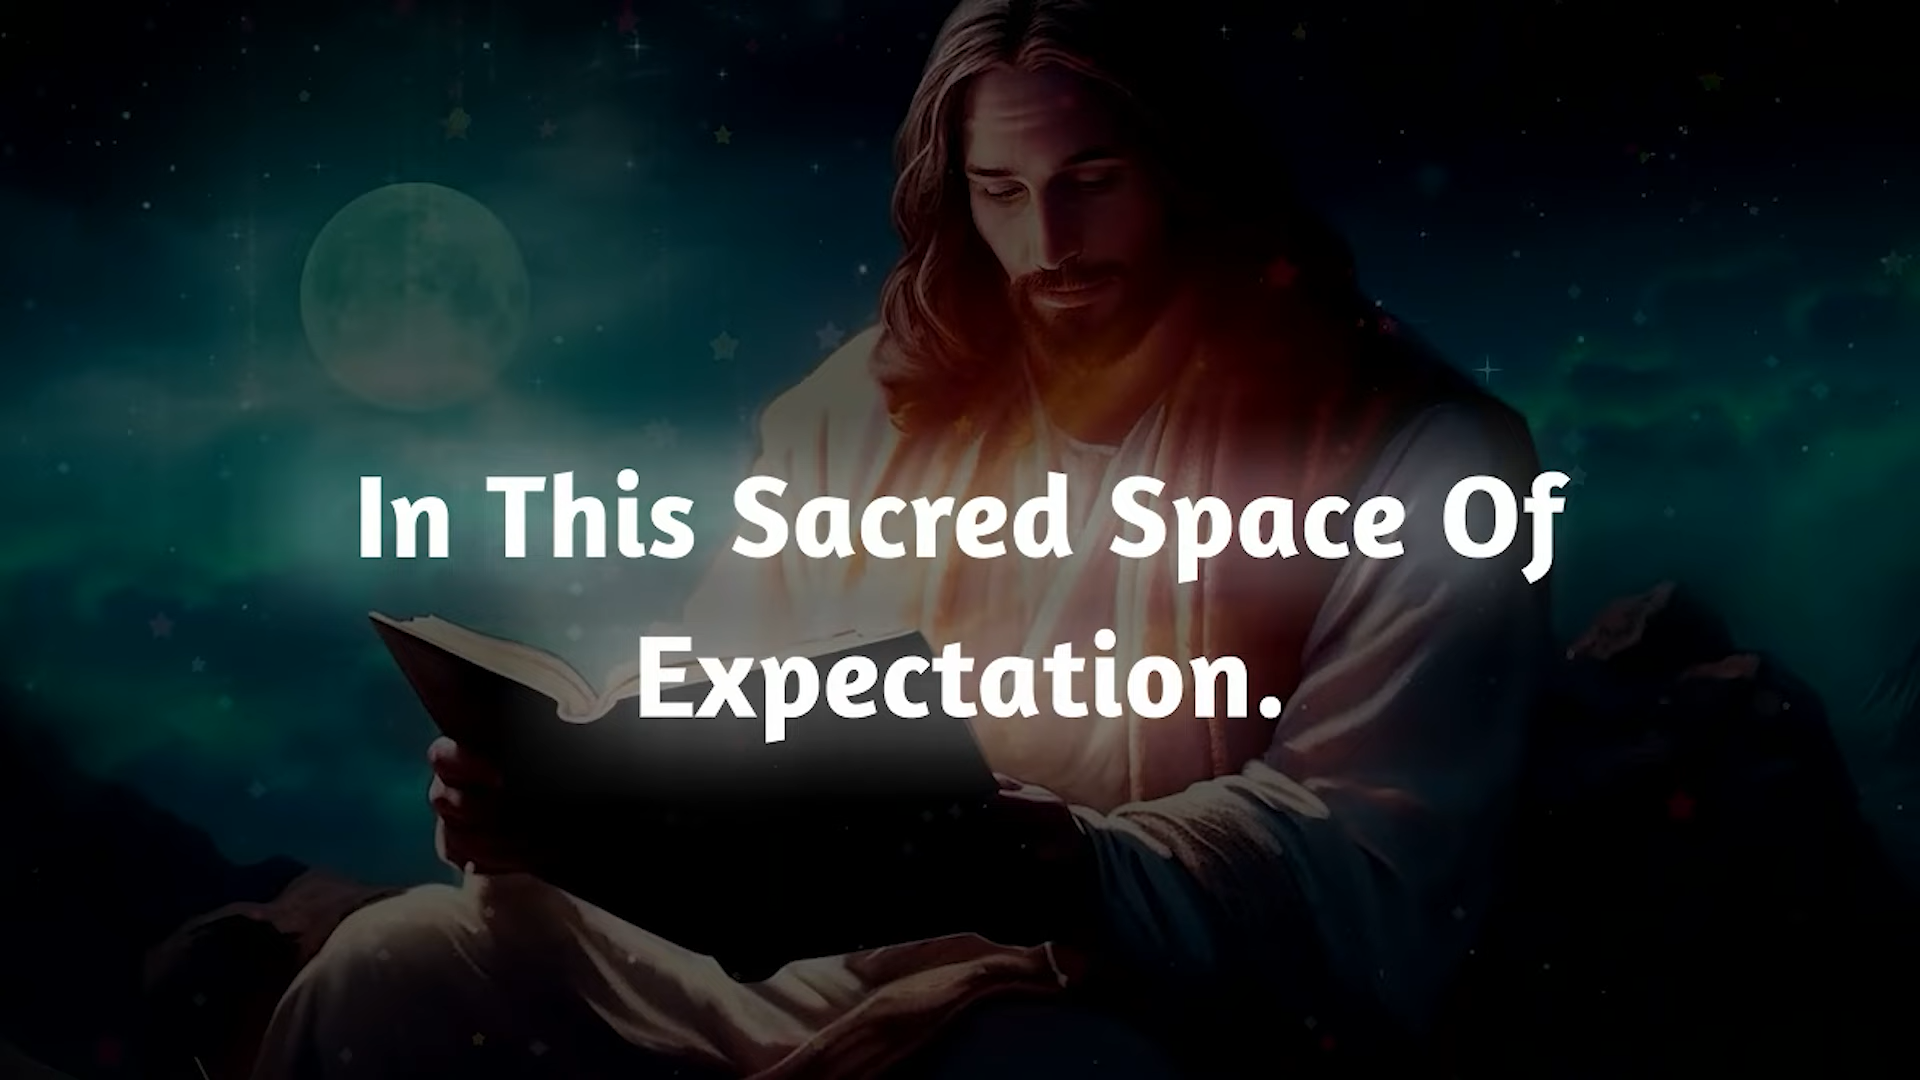 In This Sacred Space Of
Expectation.